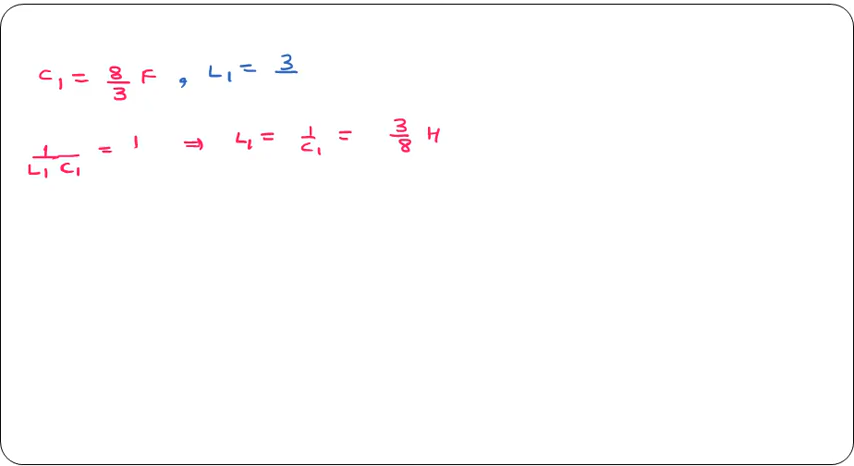 C₁ = 8/3 F , L₁ = 3/
1/(L₁ C₁) = 1 ⇒ L₁ = 1/C₁ = 3/8 H